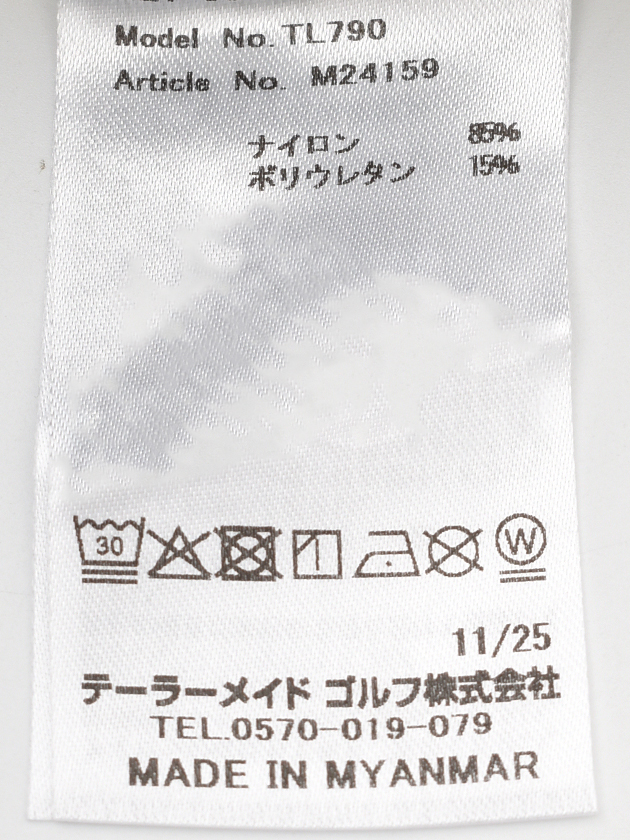 Model No. TL790
Article No. M24159
ナイロン 85%
ポリウレタン 15%
30 W
11/25
テーラーメイド ゴルフ株式会社
TEL.0570-019-079
MADE IN MYANMAR